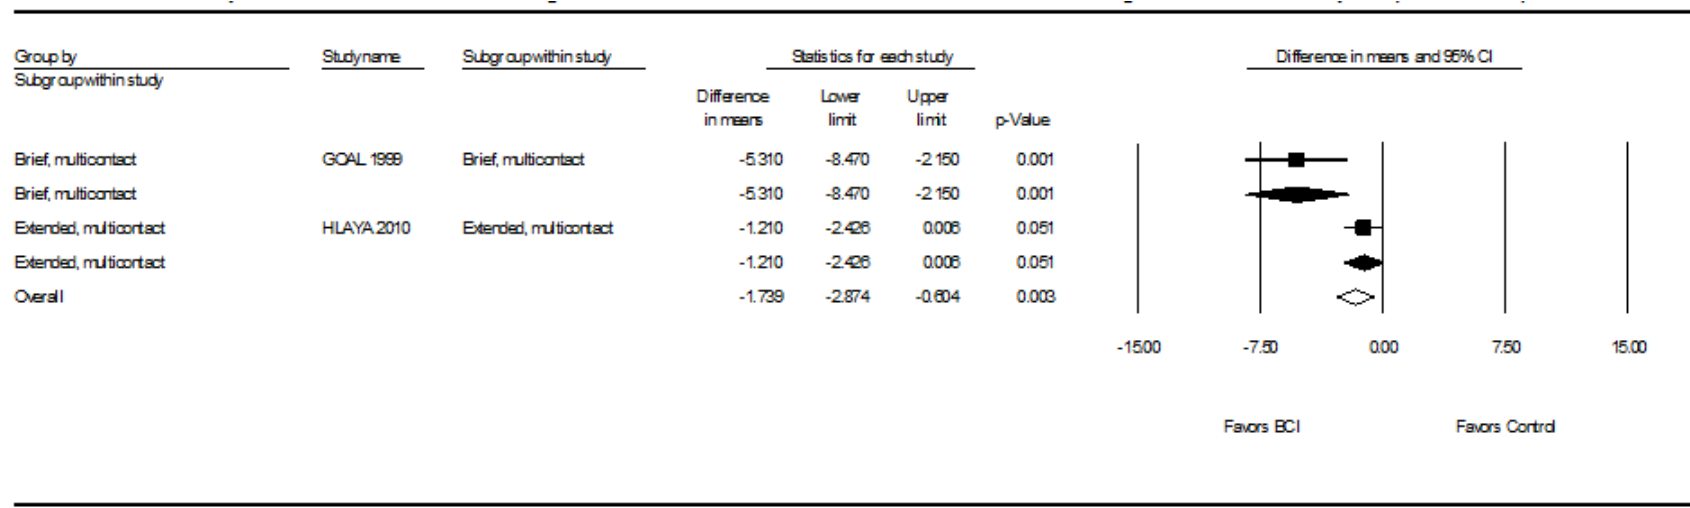 Group by Study name Subgroup within study Statistics for each study Difference in means and 95% CI
Subgroup within study
Difference Lower Upper
in means limit limit p-Value
Brief, multicontact GOAL 1999 Brief, multicontact -5.310 -8.470 -2.150 0.001
Brief, multicontact -5.310 -8.470 -2.150 0.001
Extended, multicontact HLAYA 2010 Extended, multicontact -1.210 -2.426 0.006 0.051
Extended, multicontact -1.210 -2.426 0.006 0.051
Overall -1.739 -2.874 -0.604 0.003
-15.00 -7.50 0.00 7.50 15.00
Favors BCI Favors Control